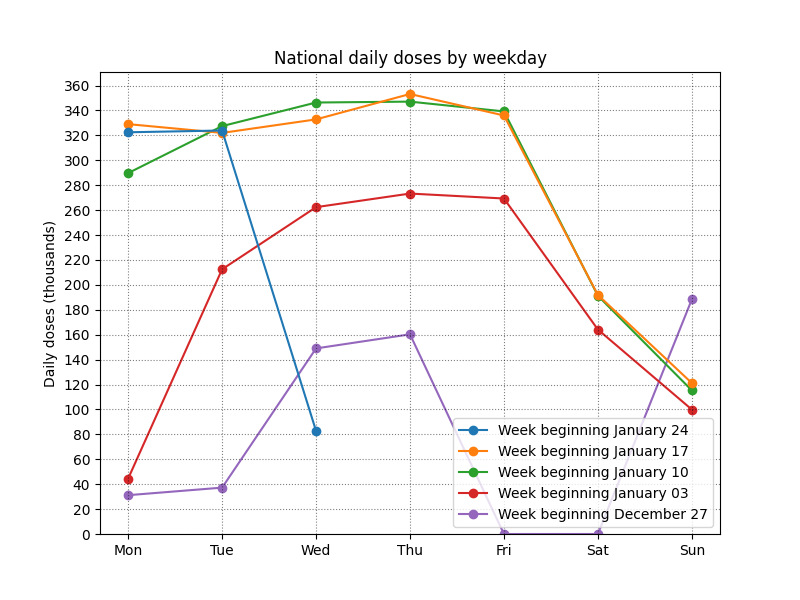 National daily doses by weekday
Daily doses (thousands)
360
340
320
300
280
260
240
220
200
180
160
140
120
100
80
60
40
20
0
Week beginning January 24
Week beginning January 17
Week beginning January 10
Week beginning January 03
Week beginning December 27
Mon Tue Wed Thu Fri Sat Sun